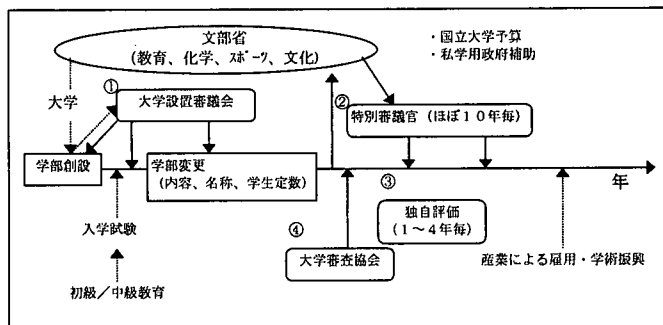 文部省
(教育、化学、ｽﾎﾟｰﾂ、文化)
・国立大学予算
・私学用政府補助
大学
①
大学設置審議会
②
特別審議官（ほぼ１０年毎）
学部創設
学部変更
(内容、名称、学生定数)
③
年
入学試験
④
独自評価
(１～４年毎)
大学審査協会
産業による雇用・学術振興
初級／中級教育